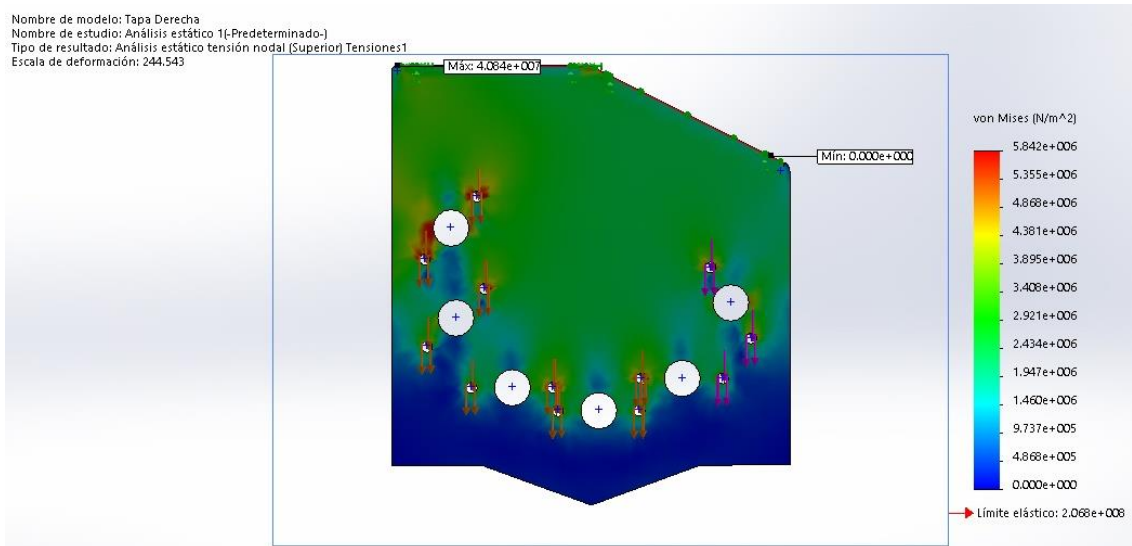 Nombre de modelo: Tapa Derecha
Nombre de estudio: Análisis estático 1(-Predeterminado-)
Tipo de resultado: Análisis estático tensión nodal (Superior) Tensiones1
Escala de deformación: 244.543
Máx: 4.084e+007
Mín: 0.000e+000
von Mises (N/m^2)
5.842e+006
5.355e+006
4.868e+006
4.381e+006
3.895e+006
3.408e+006
2.921e+006
2.434e+006
1.947e+006
1.460e+006
9.737e+005
4.868e+005
0.000e+000
Límite elástico: 2.068e+008